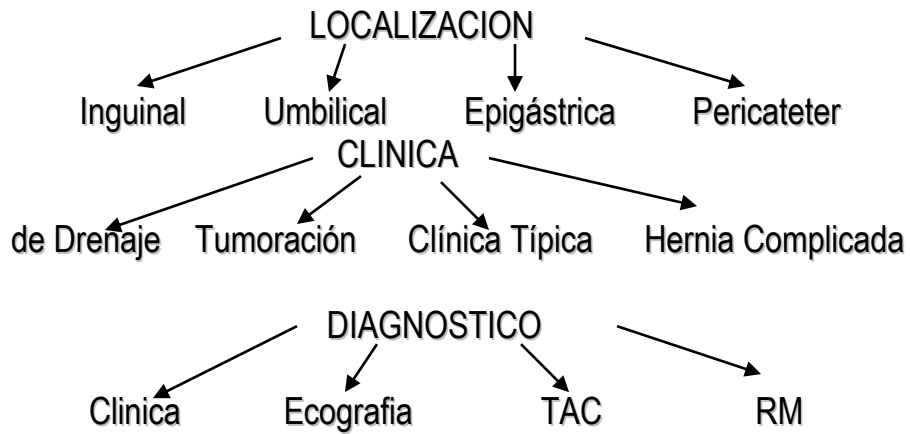 LOCALIZACION
Inguinal Umbilical Epigástrica Pericateter
CLINICA
de Drenaje Tumoración Clínica Típica Hernia Complicada
DIAGNOSTICO
Clinica Ecografia TAC RM